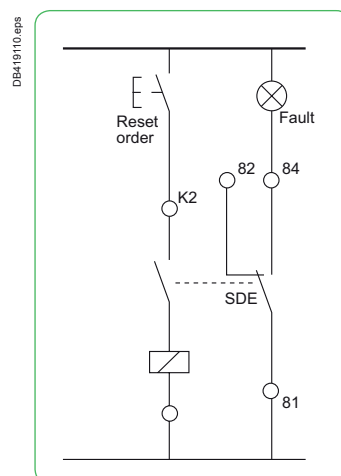 DB419110.eps
Reset
order
Fault
82
84
K2
SDE
81